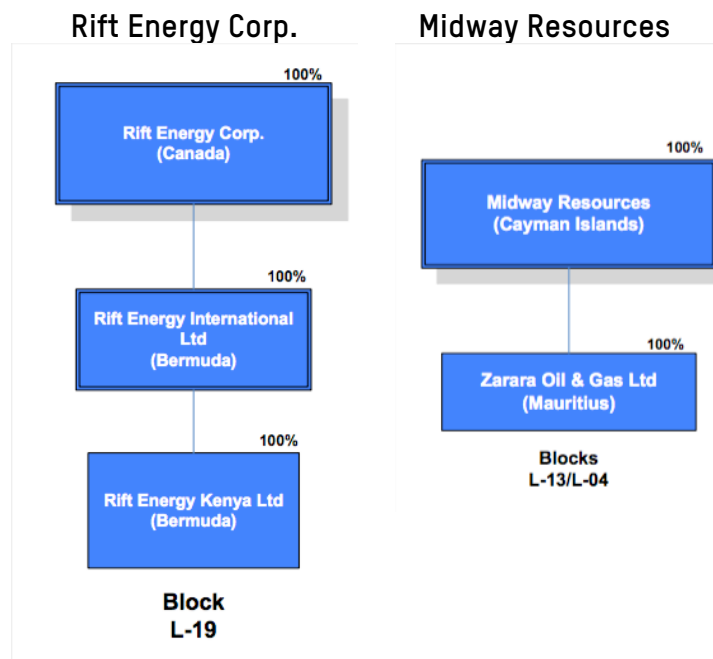 Rift Energy Corp.
100%
Rift Energy Corp.
(Canada)
100%
Rift Energy International
Ltd
(Bermuda)
100%
Rift Energy Kenya Ltd
(Bermuda)
Block
L-19
Midway Resources
100%
Midway Resources
(Cayman Islands)
100%
Zarara Oil & Gas Ltd
(Mauritius)
Blocks
L-13/L-04